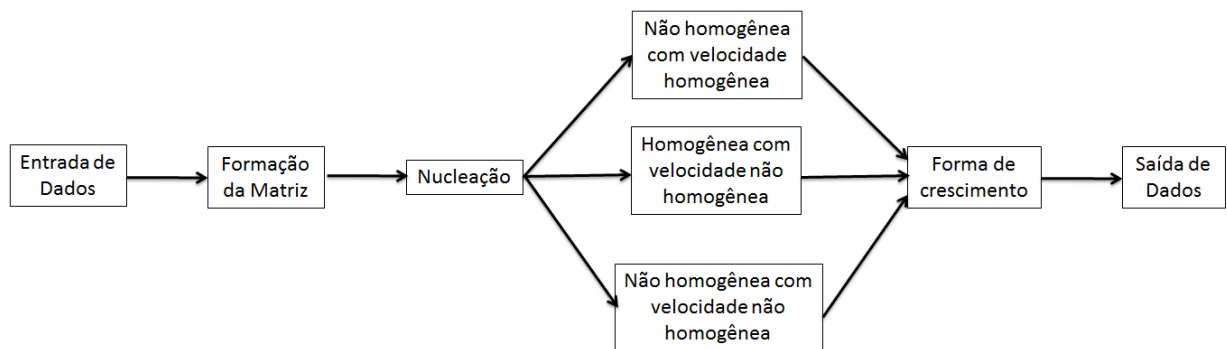 Entrada de
Dados
Formação
da Matriz
Nucleação
Não homogênea
com velocidade
homogênea
Homogênea com
velocidade não
homogênea
Não homogênea com
velocidade não
homogênea
Forma de
crescimento
Saída de
Dados